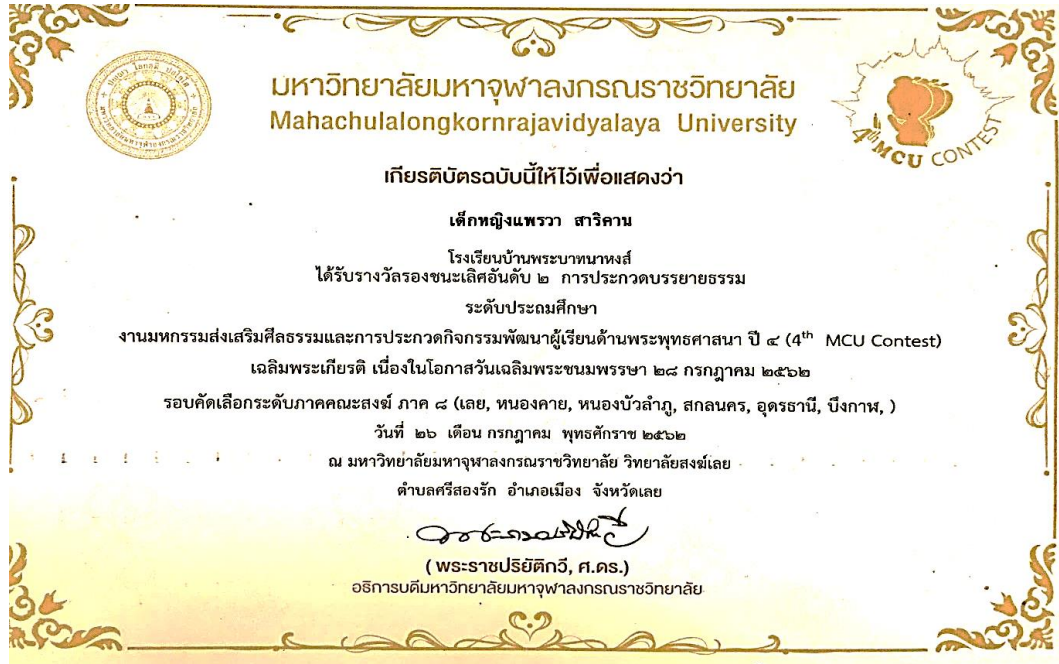 มหาวิทยาลัยมหาจุฬาลงกรณราชวิทยาลัย
Mahachulalongkornrajavidyalaya University
4th MCU CONTEST
เกียรติบัตรฉบับนี้ให้ไว้เพื่อแสดงว่า
เด็กหญิงแพรวา สาริคาน
โรงเรียนบ้านพระบาทนาหงส์
ได้รับรางวัลรองชนะเลิศอันดับ ๒ การประกวดบรรยายธรรม
ระดับประถมศึกษา
งานมหกรรมส่งเสริมศีลธรรมและการประกวดกิจกรรมพัฒนาผู้เรียนด้านพระพุทธศาสนา ปี ๔ (4th MCU Contest)
เฉลิมพระเกียรติ เนื่องในโอกาสวันเฉลิมพระชนมพรรษา ๒๘ กรกฎาคม ๒๕๖๒
รอบคัดเลือกระดับภาคคณะสงฆ์ ภาค ๘ (เลย, หนองคาย, หนองบัวลำภู, สกลนคร, อุดรธานี, บึงกาฬ, )
วันที่ ๒๖ เดือน กรกฎาคม พุทธศักราช ๒๕๖๒
ณ มหาวิทยาลัยมหาจุฬาลงกรณราชวิทยาลัย วิทยาลัยสงฆ์เลย
ตำบลศรีสองรัก อำเภอเมือง จังหวัดเลย
( พระราชปริยัติกวี, ศ.ดร.)
อธิการบดีมหาวิทยาลัยมหาจุฬาลงกรณราชวิทยาลัย